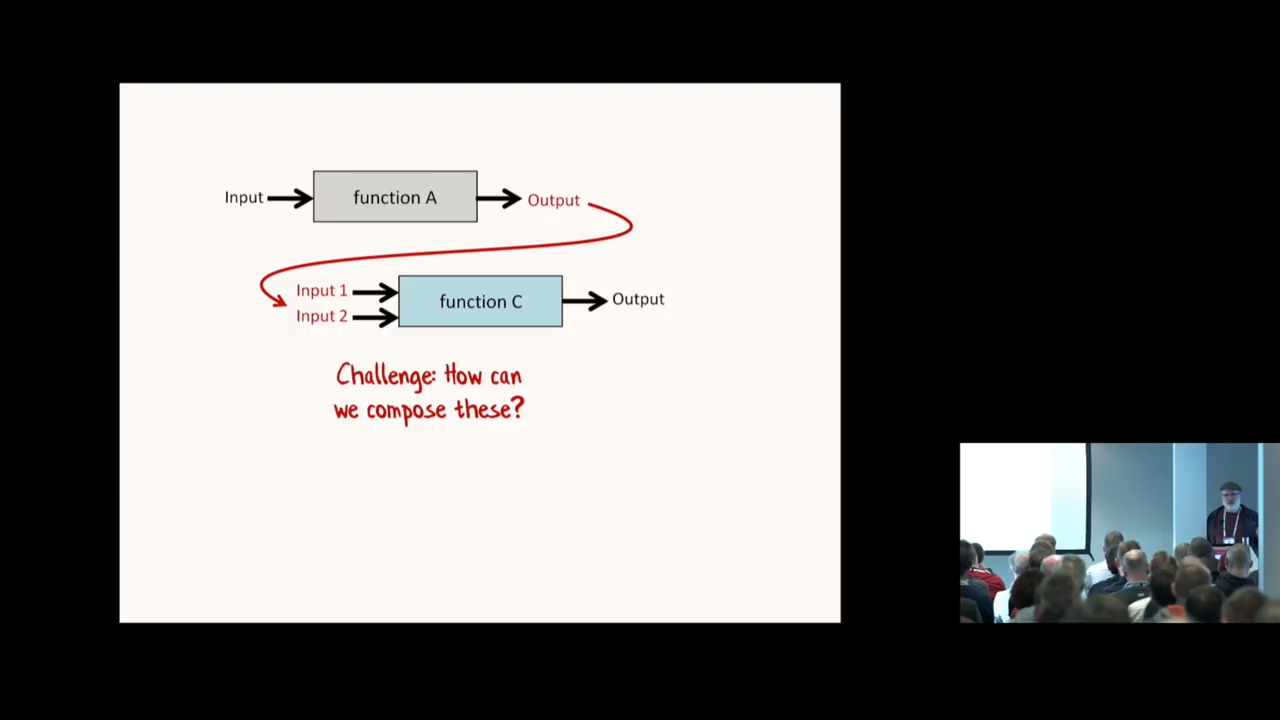 Input
function A
Output
Input 1
Input 2
function C
Output
Challenge: How can
we compose these?